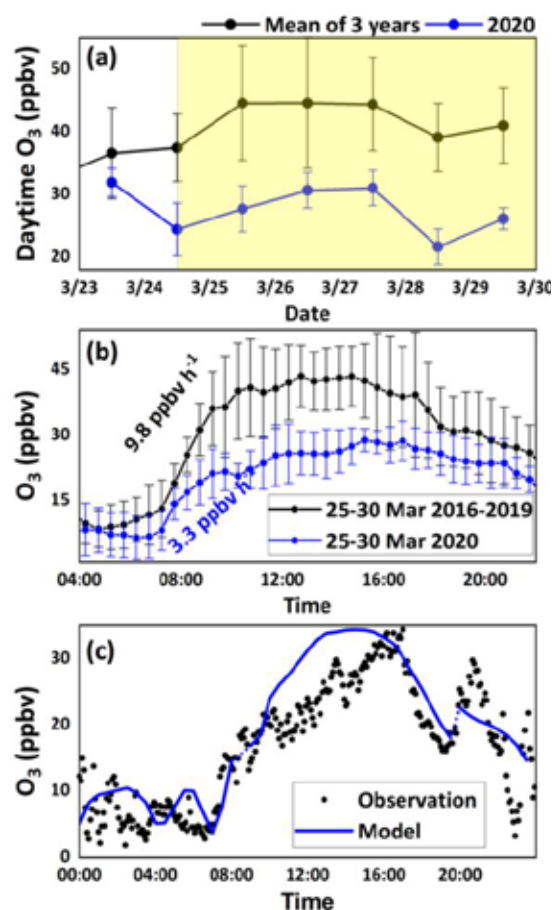 Mean of 3 years 2020
(a)
Daytime O3 (ppbv)
50
40
30
20
3/23 3/24 3/25 3/26 3/27 3/28 3/29 3/30
Date
(b)
9.8 ppbv h-1
O3 (ppbv)
45
30
15
3.3 ppbv h-1
25-30 Mar 2016-2019
25-30 Mar 2020
04:00 08:00 12:00 16:00 20:00
Time
(c)
O3 (ppbv)
30
20
10
0
Observation
Model
00:00 04:00 08:00 12:00 16:00 20:00
Time